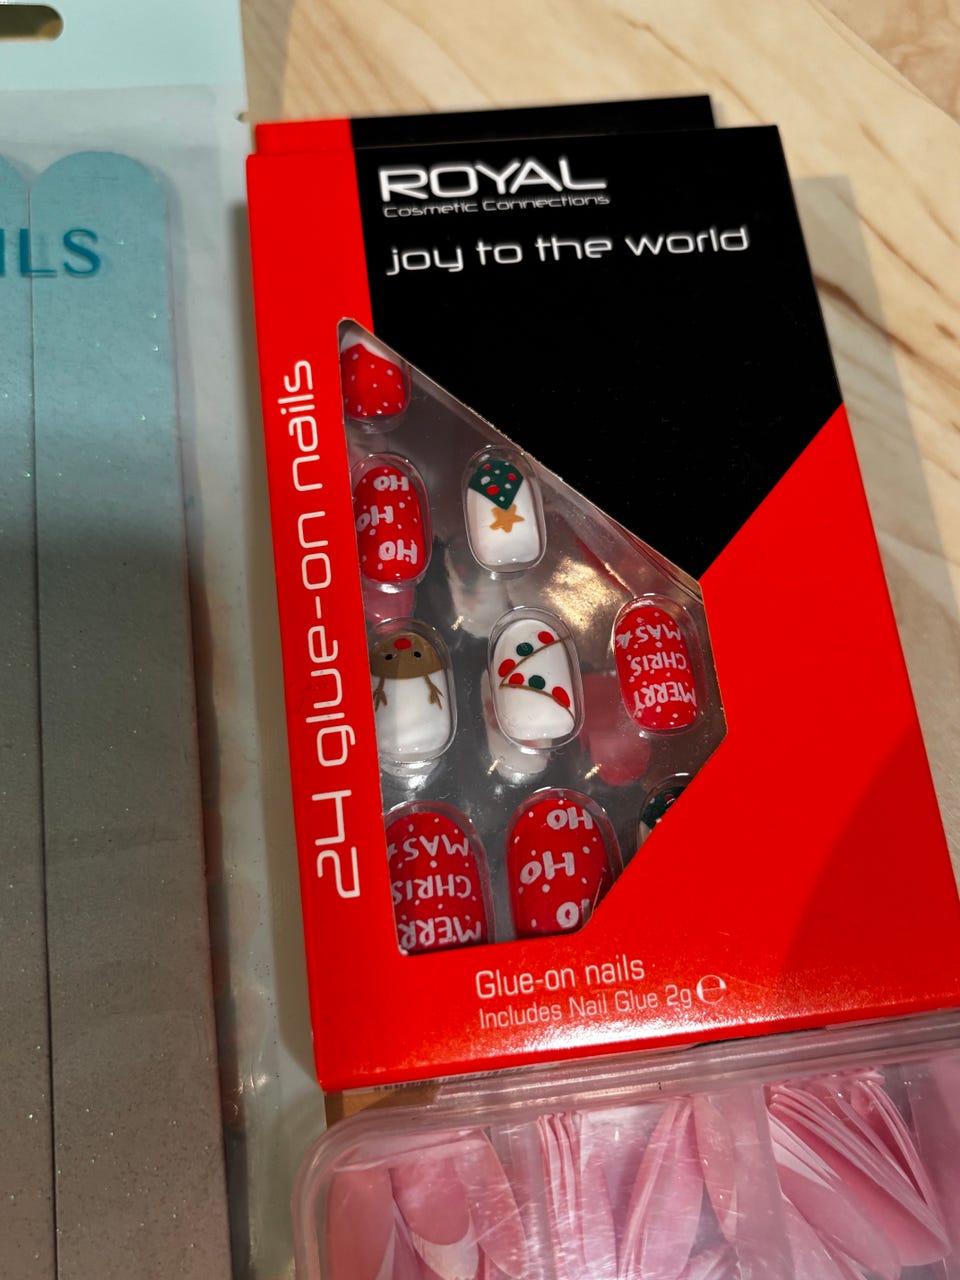 ILS
ROYAL
Cosmetic Connections
joy to the world
24 glue-on nails
HO
HO
HO
MERRY
CHRIS
MAS
MERRY
CHRIS
MAS
HO
HO
Glue-on nails
Includes Nail Glue 2g ℮